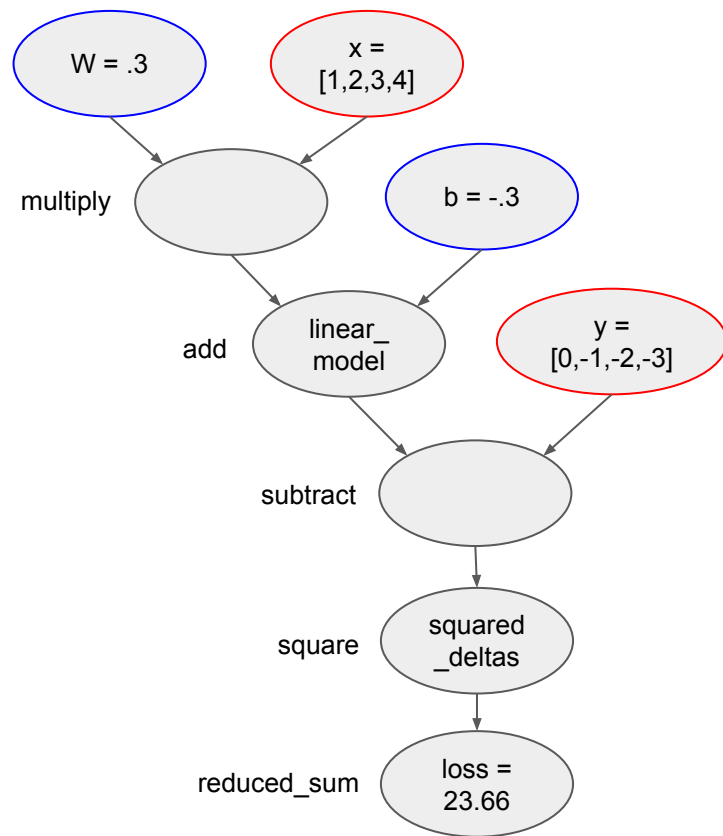 W = .3
x =
[1,2,3,4]
multiply
b = -.3
add
linear_
model
y =
[0,-1,-2,-3]
subtract
square
squared
_deltas
reduced_sum
loss =
23.66